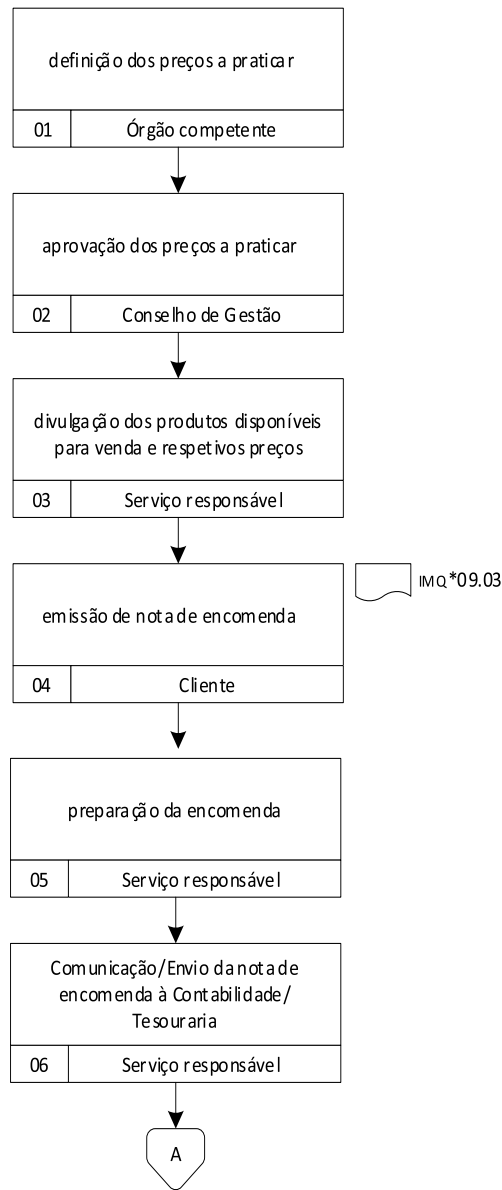 definição dos preços a praticar
01 Órgão competente
aprovação dos preços a praticar
02 Conselho de Gestão
divulgação dos produtos disponíveis
para venda e respetivos preços
03 Serviço responsável
emissão de nota de encomenda
IMQ*09.03
04 Cliente
preparação da encomenda
05 Serviço responsável
Comunicação/Envio da nota de
encomenda à Contabilidade/
Tesouraria
06 Serviço responsável
A